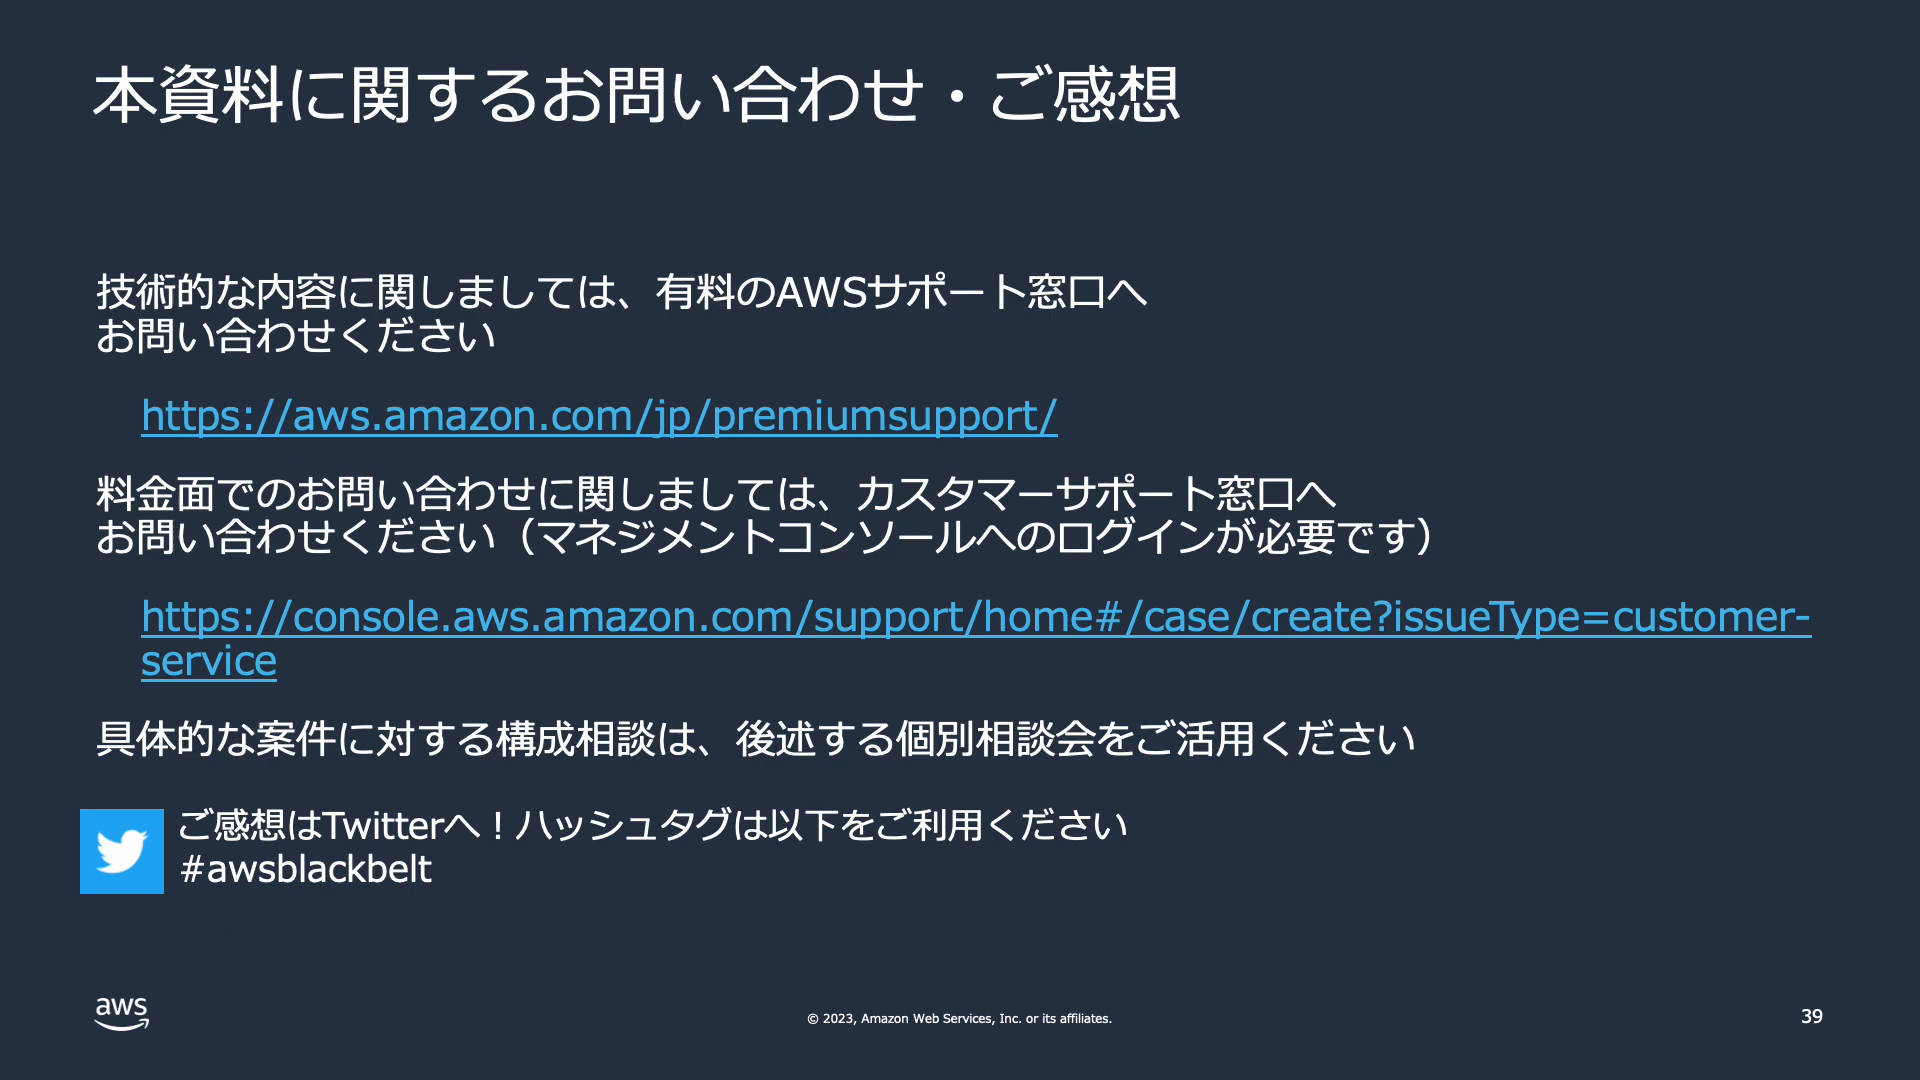 本資料に関するお問い合わせ・ご感想
技術的な内容に関しましては、有料のAWSサポート窓口へ
お問い合わせください
https://aws.amazon.com/jp/premiumsupport/
料金面でのお問い合わせに関しましては、カスタマーサポート窓口へ
お問い合わせください（マネジメントコンソールへのログインが必要です）
https://console.aws.amazon.com/support/home#/case/create?issueType=customer-
service
具体的な案件に対する構成相談は、後述する個別相談会をご活用ください
ご感想はTwitterへ！ハッシュタグは以下をご利用ください
#awsblackbelt
aws
© 2023, Amazon Web Services, Inc. or its affiliates.
39